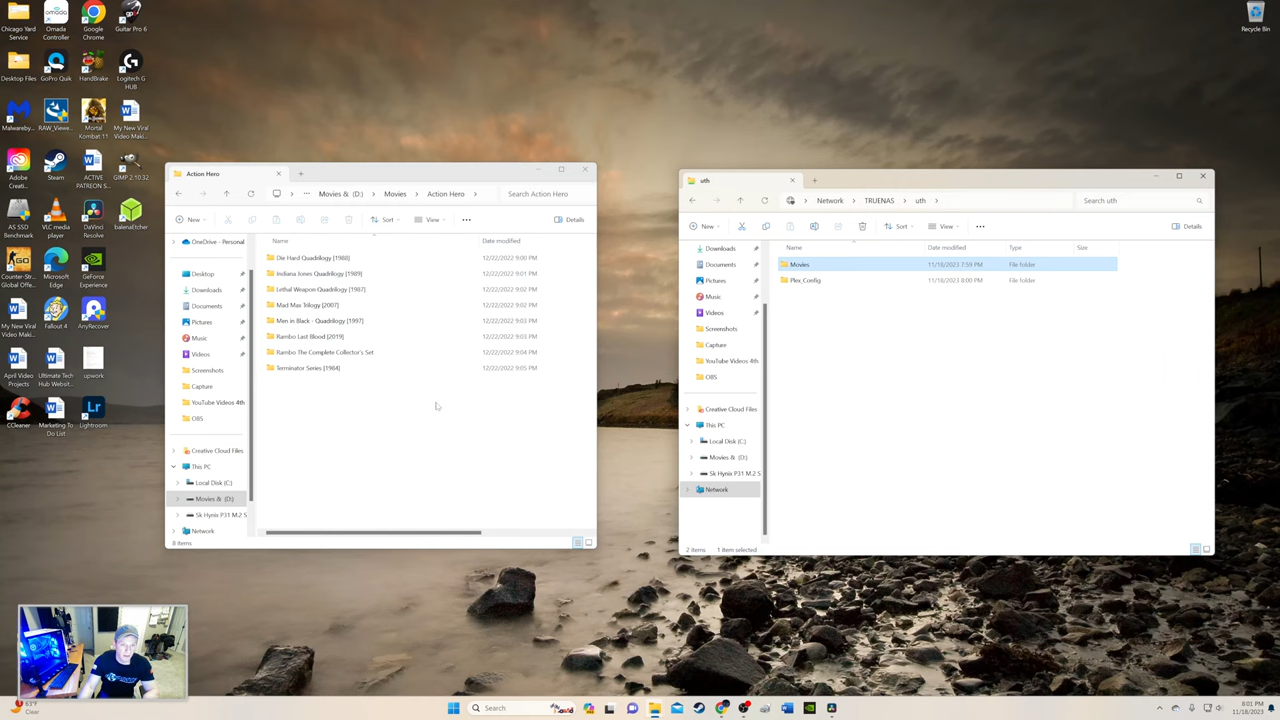 Chicago Yard Service
Omada Controller
Google Chrome
Guitar Pro 6
Recycle Bin
Desktop Files
GoPro Quik
HandBrake
Logitech G HUB
Malwareby...
RAW_Viewe...
Mortal Kombat 11
My New Viral Video Maki...
Adobe Creati...
Steam
ACTIVE PATREON S...
GIMP 2.10.32
AS SSD Benchmark
VLC media player
DaVinci Resolve
balenaEtcher
Counter-Str... Global Offe...
Microsoft Edge
GeForce Experience
My New Viral Video Maki...
Fallout 4
AnyRecover
April Video Projects
Ultimate Tech Hub Websit...
upwork
CCleaner
Marketing To Do List
Lightroom
Action Hero
Movies & (D:) Movies Action Hero Search Action Hero
New Sort View Details
OneDrive - Personal
Desktop
Downloads
Documents
Pictures
Music
Videos
Screenshots
Capture
YouTube Videos 4th
OBS
Creative Cloud Files
This PC
Local Disk (C:)
Movies & (D:)
Sk Hynix P31 M.2 S
Network
Name Date modified
Die Hard Quadrilogy [1988] 12/22/2022 9:00 PM
Indiana Jones Quadrilogy [1989] 12/22/2022 9:01 PM
Lethal Weapon Quadrilogy [1987] 12/22/2022 9:02 PM
Mad Max Trilogy [2007] 12/22/2022 9:02 PM
Men in Black - Quadrilogy [1997] 12/22/2022 9:03 PM
Rambo Last Blood [2019] 12/22/2022 9:03 PM
Rambo The Complete Collector's Set 12/22/2022 9:04 PM
Terminator Series [1984] 12/22/2022 9:05 PM
8 items
uth
Network TRUENAS uth Search uth
New Sort View Details
Downloads
Documents
Pictures
Music
Videos
Screenshots
Capture
YouTube Videos 4th
OBS
Creative Cloud Files
This PC
Local Disk (C:)
Movies & (D:)
Sk Hynix P31 M.2 S
Network
Name Date modified Type Size
Movies 11/18/2023 7:59 PM File folder
Plex_Config 11/18/2023 8:00 PM File folder
2 items 1 item selected
63°F
Clear
Search
8:01 PM
11/18/2023